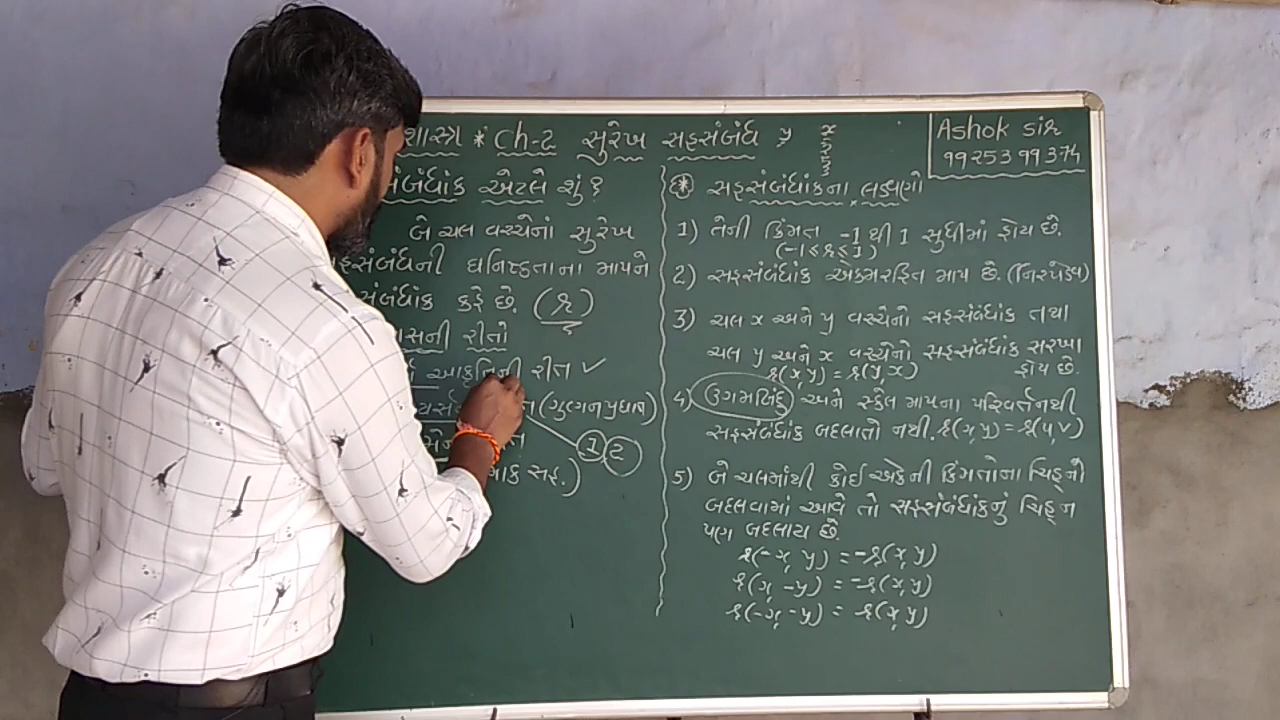 શાસ્ત્ર * Ch-2 સુરેખ સહસંબંધ y x
Ashok sir
99253 99374
સંબંધાંક એટલે શું?
બે ચલ વચ્ચેનાં સુરેખ
સહસંબંધની ઘનિષ્ઠતાના માપને
સંબંધાંક કહે છે. (r)
રીતો
આકૃતિની રીત ✓
(ગુણનપ્રઘાત)
① ②
સહ.)
* સહસંબંધાંકના લક્ષણો
1) તેની કિંમત -1 થી 1 સુધીમાં હોય છે.
(-1≤r≤1)
2) સહસંબંધાંક એકમરહિત માપ છે. (નિરપેક્ષ)
3) ચલ x અને y વચ્ચેનો સહસંબંધાંક તથા
ચલ y અને x વચ્ચેનો સહસંબંધાંક સરખા
r(x,y) = r(y,x) હોય છે.
4) ઉગમબિંદુ અને સ્કેલ માપના પરિવર્તનથી
સહસંબંધાંક બદલાતો નથી. r(x,y) = r(u,v)
5) બે ચલમાંથી કોઈ એકની કિંમતોના ચિહ્નો
બદલવામાં આવે તો સહસંબંધાંકનું ચિહ્ન
પણ બદલાય છે.
r(-x, y) = -r(x,y)
r(x, -y) = -r(x,y)
r(-x, -y) = r(x,y)